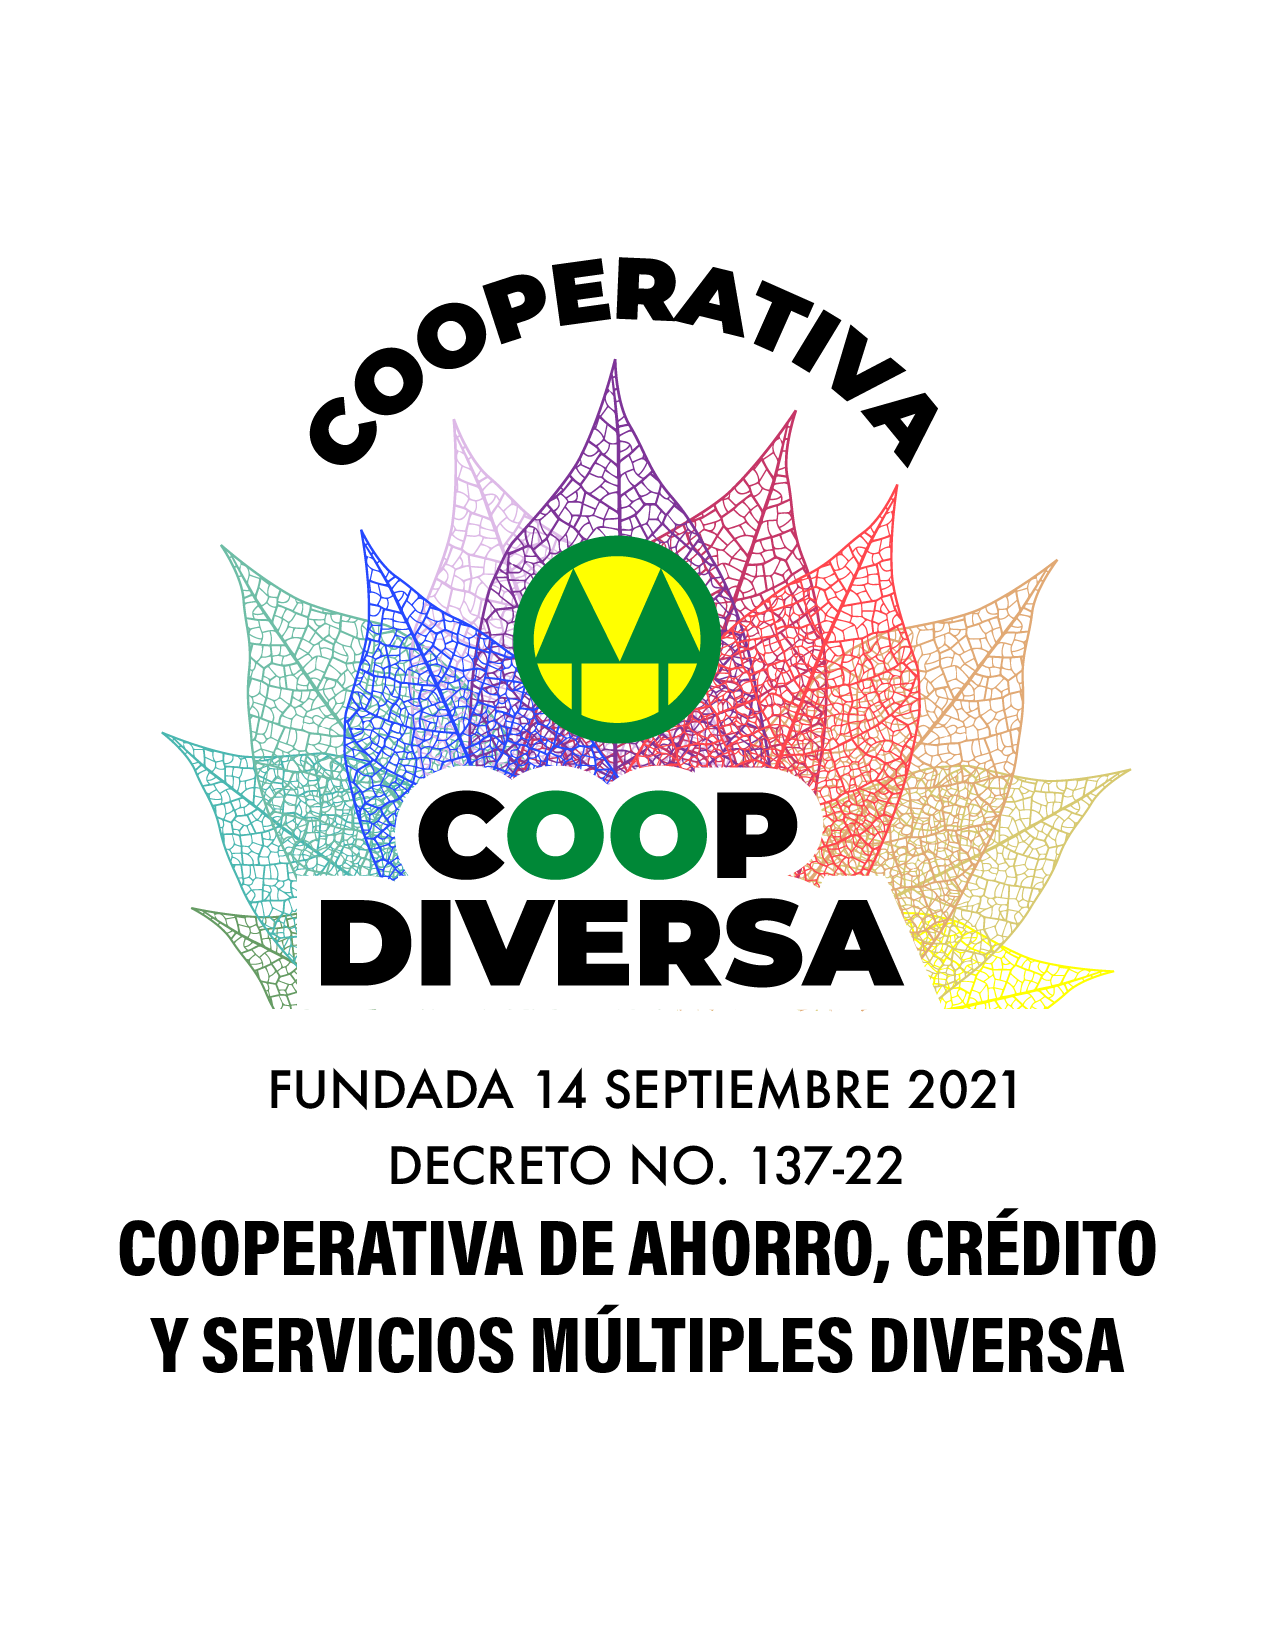 COOPERATIVA
COOP
DIVERSA
FUNDADA 14 SEPTIEMBRE 2021
DECRETO NO. 137-22
COOPERATIVA DE AHORRO, CRÉDITO
Y SERVICIOS MÚLTIPLES DIVERSA